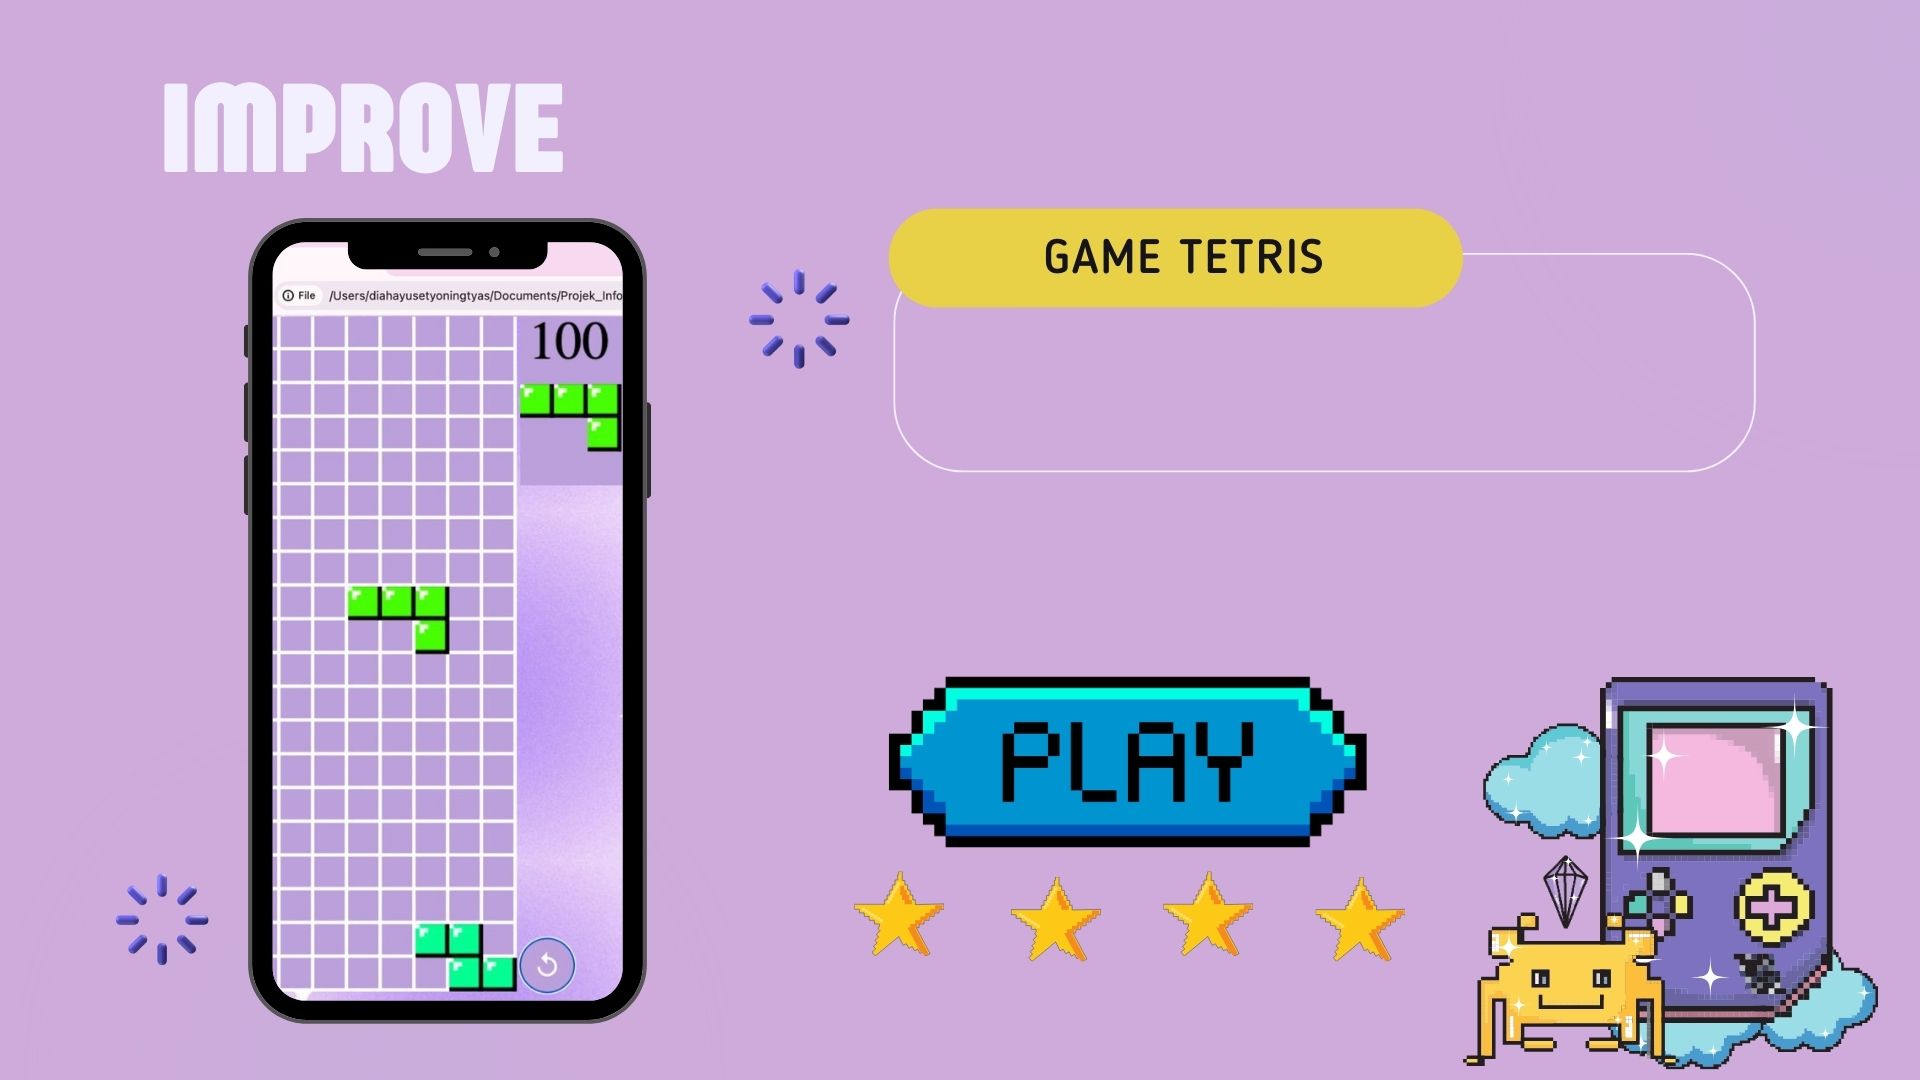 IMPROVE
GAME TETRIS
File /Users/diahayusetyoningtyas/Documents/Projek_Info
100
PLAY